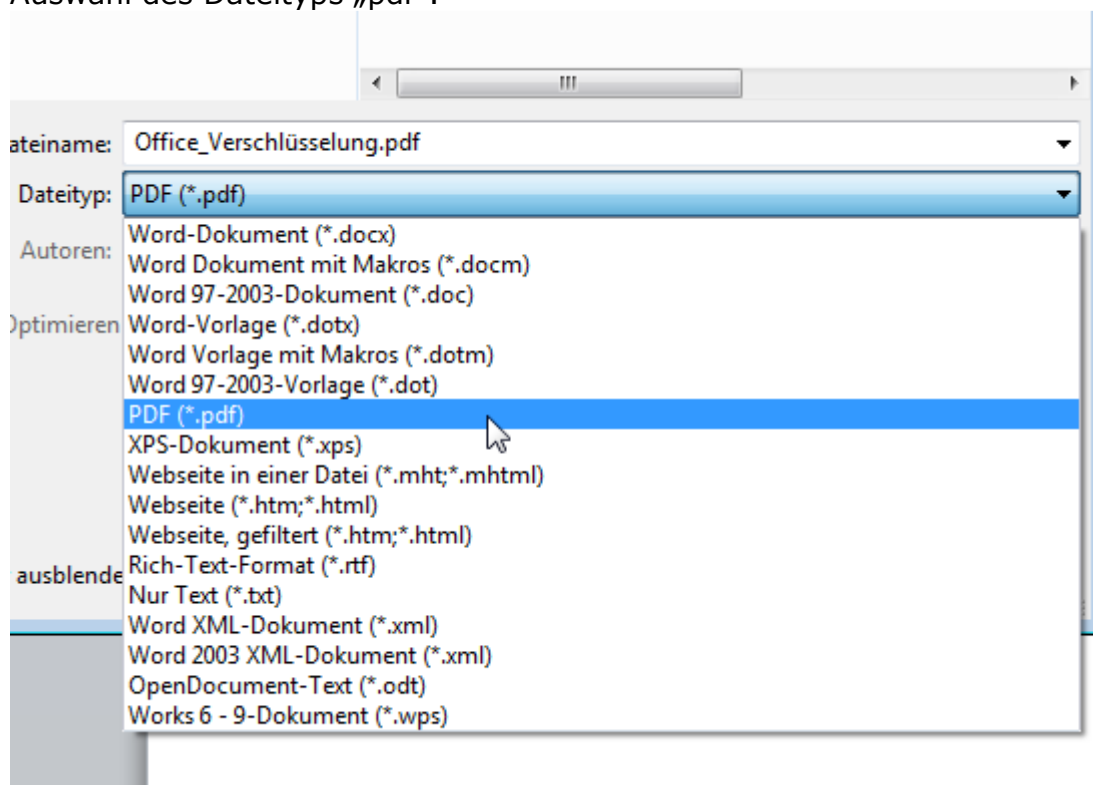 Auswahl des Dateityps „pdf".
ateiname: Office_Verschlüsselung.pdf
Dateityp: PDF (*.pdf)
Autoren:
Optimieren
Word-Dokument (*.docx)
Word Dokument mit Makros (*.docm)
Word 97-2003-Dokument (*.doc)
Word-Vorlage (*.dotx)
Word Vorlage mit Makros (*.dotm)
Word 97-2003-Vorlage (*.dot)
PDF (*.pdf)
XPS-Dokument (*.xps)
Webseite in einer Datei (*.mht;*.mhtml)
Webseite (*.htm;*.html)
Webseite, gefiltert (*.htm;*.html)
Rich-Text-Format (*.rtf)
ausblende
Nur Text (*.txt)
Word XML-Dokument (*.xml)
Word 2003 XML-Dokument (*.xml)
OpenDocument-Text (*.odt)
Works 6 - 9-Dokument (*.wps)